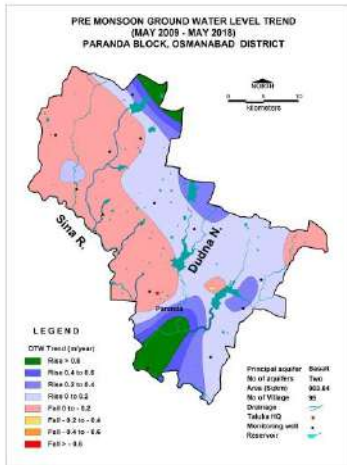 PRE MONSOON GROUND WATER LEVEL TREND
(MAY 2009 - MAY 2018)
PARANDA BLOCK, OSMANABAD DISTRICT
NORTH
Kilometers
Sina R.
Dudna N.
Paranda
LEGEND
DTW Trend (m/year)
Rise > 0.6
Rise 0.4 to 0.6
Rise 0.2 to 0.4
Rise 0 to 0.2
Fall 0 to - 0.2
Fall - 0.2 to - 0.4
Fall - 0.4 to - 0.6
Fall > - 0.6
Principal aquifer Basalt
No of aquifers Two
Area (Sqkm)
No of Village
Drainage
Taluka HQ
Monitoring well
Reservoir